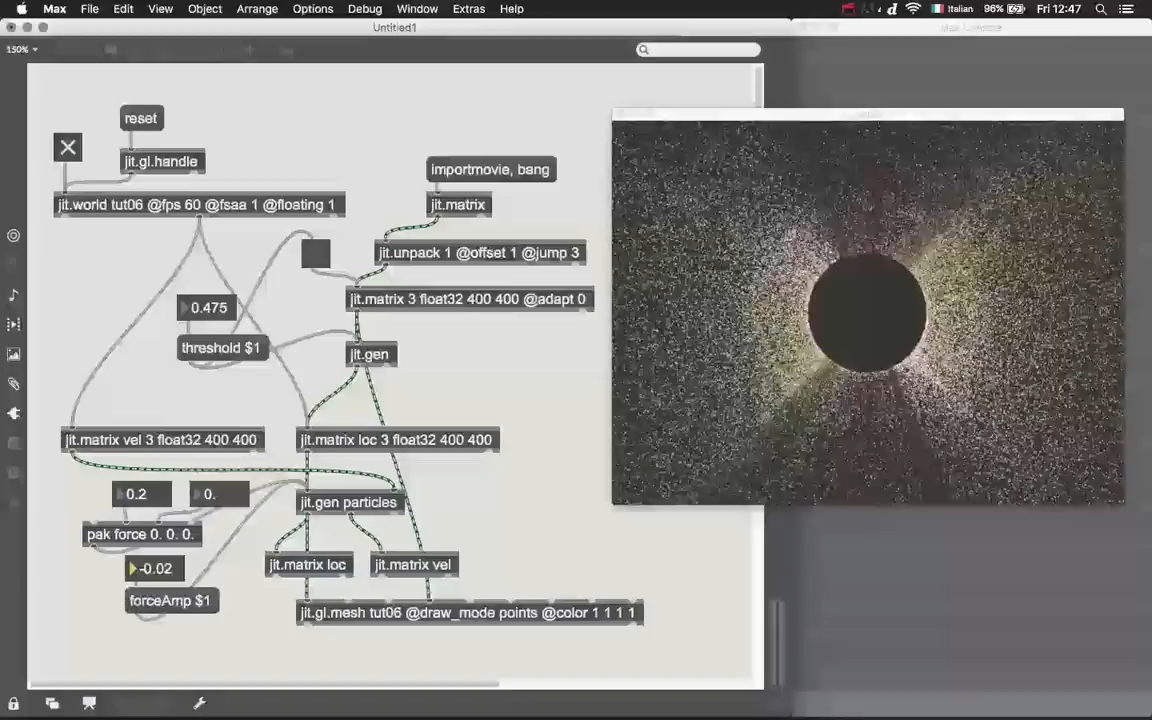 Max File Edit View Object Arrange Options Debug Window Extras Help
Italian 96% Fri 12:47
Untitled1
150%
reset
jit.gl.handle
importmovie, bang
jit.world tut06 @fps 60 @fsaa 1 @floating 1
jit.matrix
jit.unpack 1 @offset 1 @jump 3
0.475
jit.matrix 3 float32 400 400 @adapt 0
threshold $1
jit.gen
jit.matrix vel 3 float32 400 400
jit.matrix loc 3 float32 400 400
0.2
0.
jit.gen particles
pak force 0. 0. 0.
-0.02
jit.matrix loc
jit.matrix vel
forceAmp $1
jit.gl.mesh tut06 @draw_mode points @color 1 1 1 1